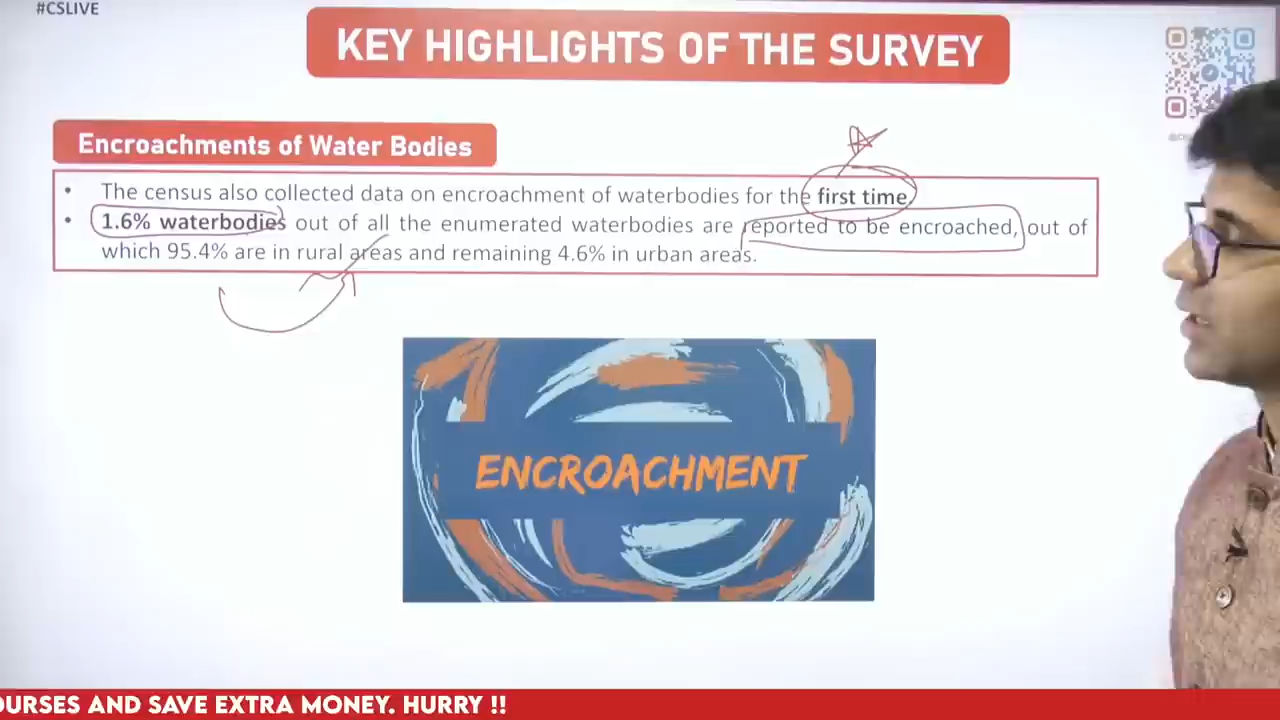 #CSLIVE
KEY HIGHLIGHTS OF THE SURVEY
Encroachments of Water Bodies
• The census also collected data on encroachment of waterbodies for the first time.
• 1.6% waterbodies out of all the enumerated waterbodies are reported to be encroached, out of
which 95.4% are in rural areas and remaining 4.6% in urban areas.
ENCROACHMENT
OURSES AND SAVE EXTRA MONEY. HURRY !!